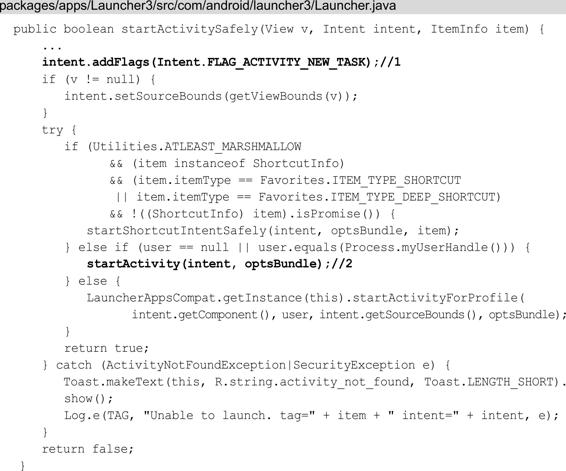 packages/apps/Launcher3/src/com/android/launcher3/Launcher.java
public boolean startActivitySafely(View v, Intent intent, ItemInfo item) {
...
intent.addFlags(Intent.FLAG_ACTIVITY_NEW_TASK);//1
if (v != null) {
intent.setSourceBounds(getViewBounds(v));
}
try {
if (Utilities.ATLEAST_MARSHMALLOW
&& (item instanceof ShortcutInfo)
&& (item.itemType == Favorites.ITEM_TYPE_SHORTCUT
|| item.itemType == Favorites.ITEM_TYPE_DEEP_SHORTCUT)
&& !((ShortcutInfo) item).isPromise()) {
startShortcutIntentSafely(intent, optsBundle, item);
} else if (user == null || user.equals(Process.myUserHandle())) {
startActivity(intent, optsBundle);//2
} else {
LauncherAppsCompat.getInstance(this).startActivityForProfile(
intent.getComponent(), user, intent.getSourceBounds(), optsBundle);
}
return true;
} catch (ActivityNotFoundException|SecurityException e) {
Toast.makeText(this, R.string.activity_not_found, Toast.LENGTH_SHORT).
show();
Log.e(TAG, "Unable to launch. tag=" + item + " intent=" + intent, e);
}
return false;
}